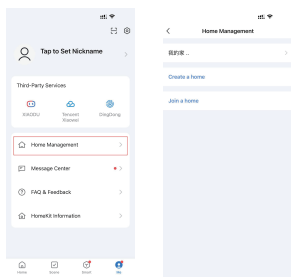 Tap to Set Nickname
Third-Party Services
XIAODU
Tencent
Xiaowei
DingDong
Home Management
Message Center
FAQ & Feedback
HomeKit Information
Home
Scene
Smart
Me
Home Management
我的家 ..
Create a home
Join a home